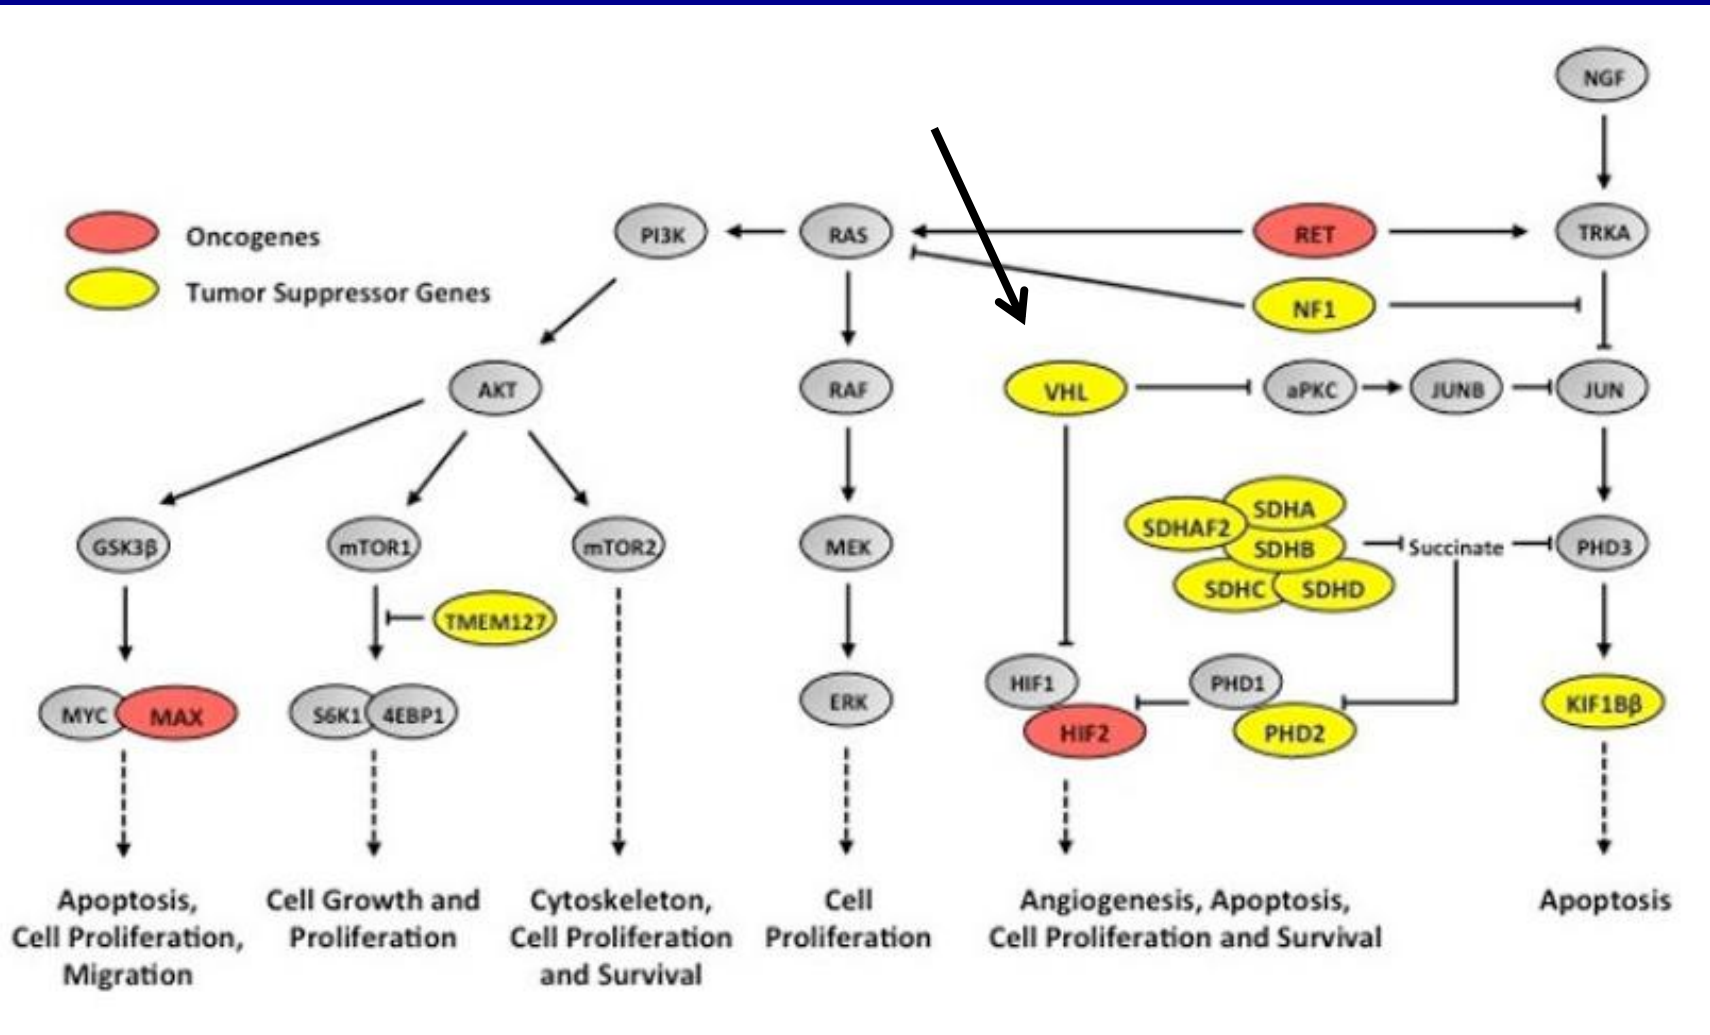 NGF
Oncogenes
Tumor Suppressor Genes
PI3K
RAS
RET
TRKA
NF1
AKT
RAF
VHL
aPKC
JUNB
JUN
GSK3β
mTOR1
mTOR2
MEK
SDHAF2
SDHA
SDHB
SDHC
SDHD
Succinate
PHD3
TMEM127
MYC
MAX
S6K1
4EBP1
ERK
HIF1
HIF2
PHD1
PHD2
KIF1Bβ
Apoptosis,
Cell Proliferation,
Migration
Cell Growth and
Proliferation
Cytoskeleton,
Cell Proliferation
and Survival
Cell
Proliferation
Angiogenesis, Apoptosis,
Cell Proliferation and Survival
Apoptosis